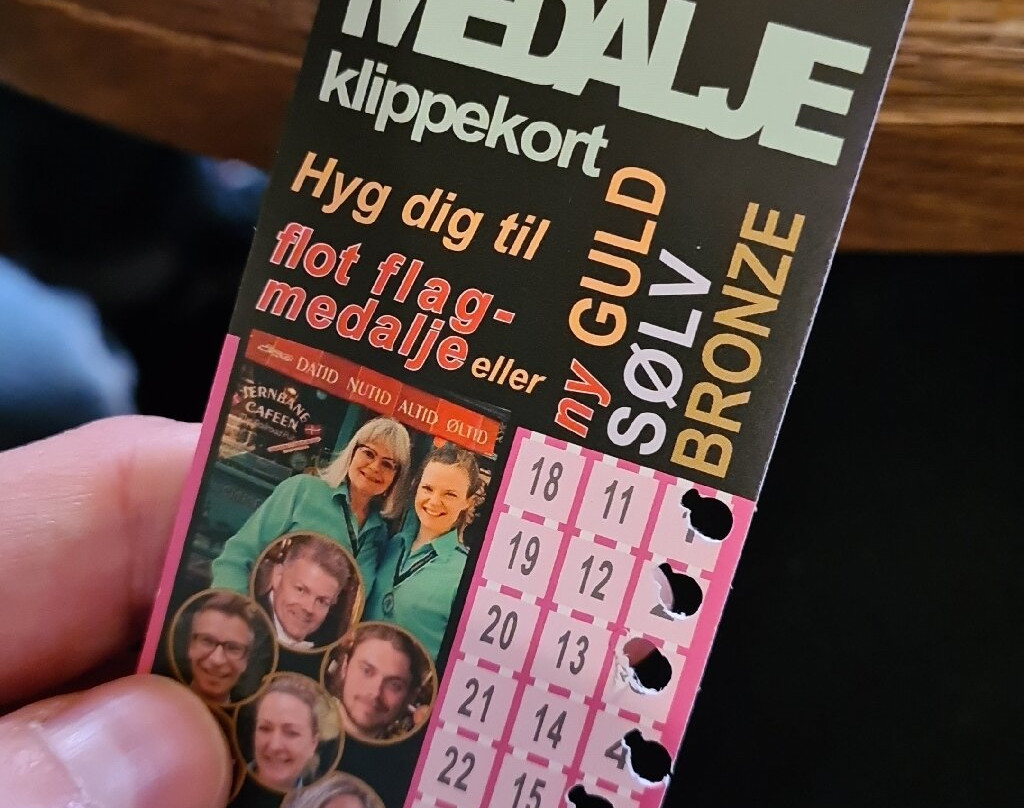 MEDALJE
klippekort
Hyg dig til
flot flag-
medalje eller
ny GULD
SØLV
BRONZE
DATID NUTID ALTID ØLTID
JERNBANE
CAFEEN
18 11
19 12 2
20 13
21 14 4
22 15